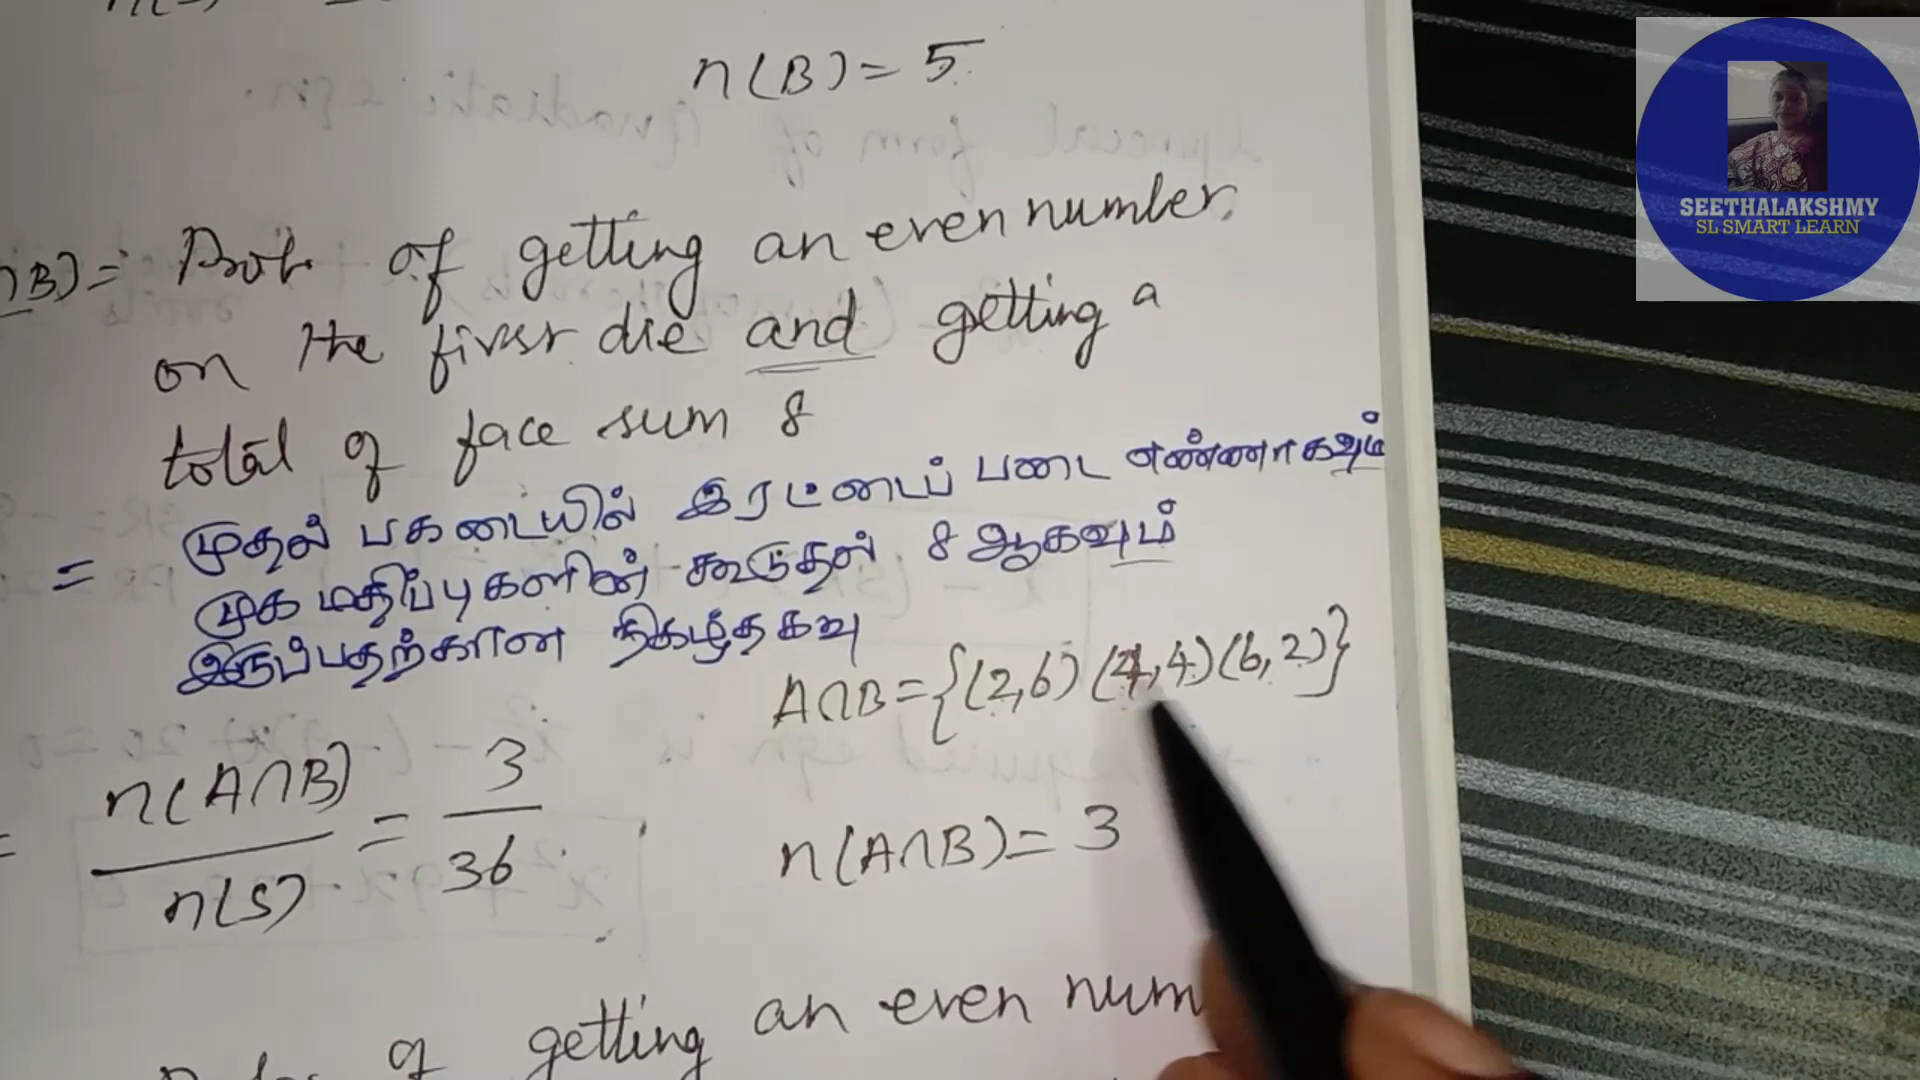 n(B) = 5
∩B) = Prob of getting an even number
on the first die and getting a
total of face sum 8
= முதல் பகடையில் இரட்டைப் படை எண்ணாகவும்
முக மதிப்புகளின் கூடுதல் 8 ஆகவும்
இருப்பதற்கான நிகழ்தகவு
A∩B = {(2,6) (4,4) (6,2)}
n(A∩B) / n(S) = 3/36
n(A∩B) = 3
of getting an even num
SEETHALAKSHMY
SL SMART LEARN